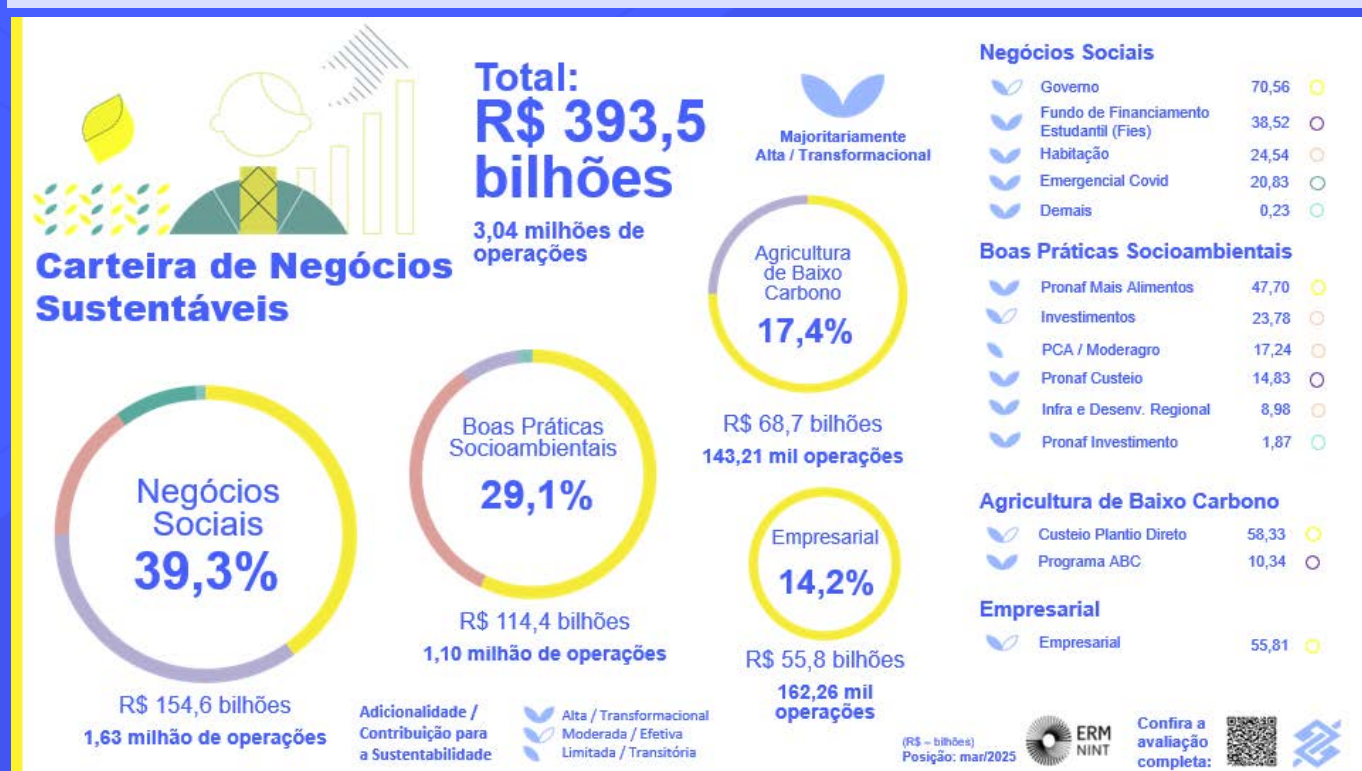 Carteira de Negócios
Sustentáveis
Total:
R$ 393,5
bilhões
3,04 milhões de
operações
Majoritariamente
Alta / Transformacional
Negócios
Sociais
39,3%
R$ 154,6 bilhões
1,63 milhão de operações
Boas Práticas
Socioambientais
29,1%
R$ 114,4 bilhões
1,10 milhão de operações
Agricultura
de Baixo
Carbono
17,4%
R$ 68,7 bilhões
143,21 mil operações
Empresarial
14,2%
R$ 55,8 bilhões
162,26 mil
operações
Negócios Sociais
Governo 70,56
Fundo de Financiamento
Estudantil (Fies) 38,52
Habitação 24,54
Emergencial Covid 20,83
Demais 0,23
Boas Práticas Socioambientais
Pronaf Mais Alimentos 47,70
Investimentos 23,78
PCA / Moderagro 17,24
Pronaf Custeio 14,83
Infra e Desenv. Regional 8,98
Pronaf Investimento 1,87
Agricultura de Baixo Carbono
Custeio Plantio Direto 58,33
Programa ABC 10,34
Empresarial
Empresarial 55,81
Adicionalidade /
Contribuição para
a Sustentabilidade
Alta / Transformacional
Moderada / Efetiva
Limitada / Transitória
(R$ – bilhões)
Posição: mar/2025
ERM
NINT
Confira a
avaliação
completa: